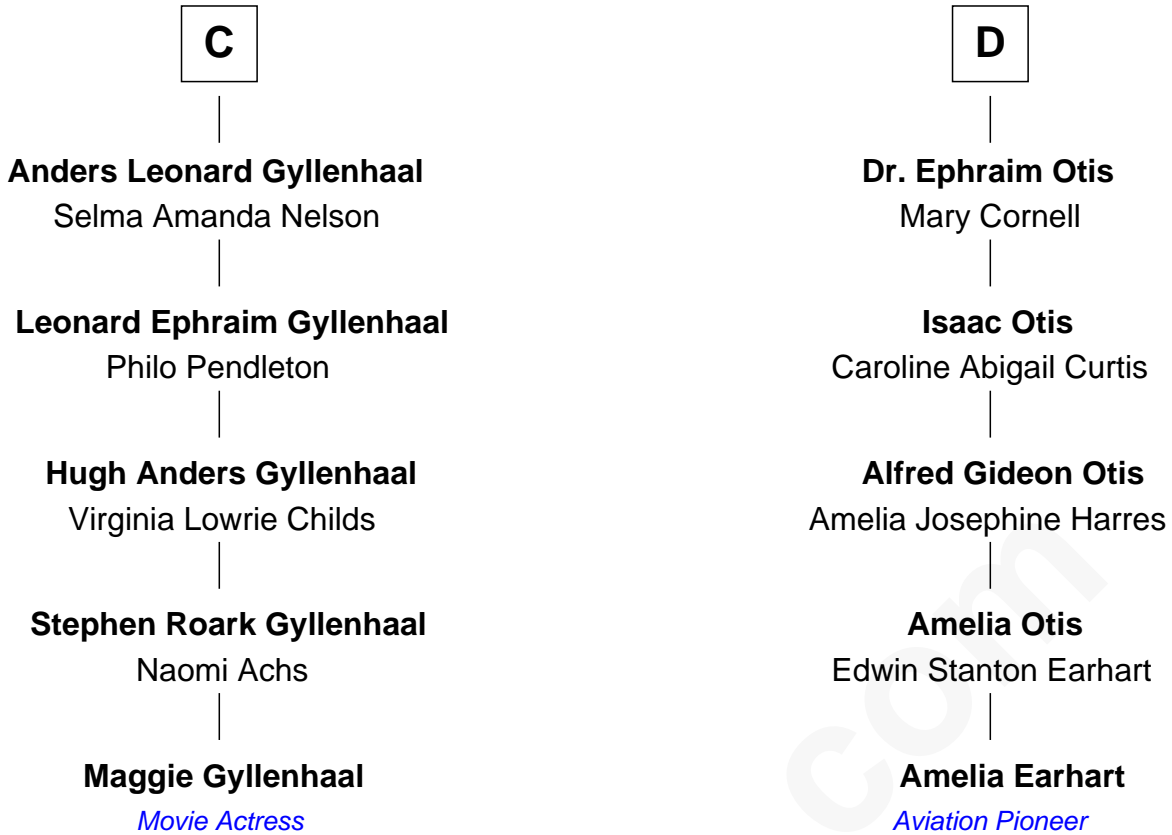 C
Anders Leonard Gyllenhaal
Selma Amanda Nelson
Leonard Ephraim Gyllenhaal
Philo Pendleton
Hugh Anders Gyllenhaal
Virginia Lowrie Childs
Stephen Roark Gyllenhaal
Naomi Achs
Maggie Gyllenhaal
Movie Actress
D
Dr. Ephraim Otis
Mary Cornell
Isaac Otis
Caroline Abigail Curtis
Alfred Gideon Otis
Amelia Josephine Harres
Amelia Otis
Edwin Stanton Earhart
Amelia Earhart
Aviation Pioneer
com